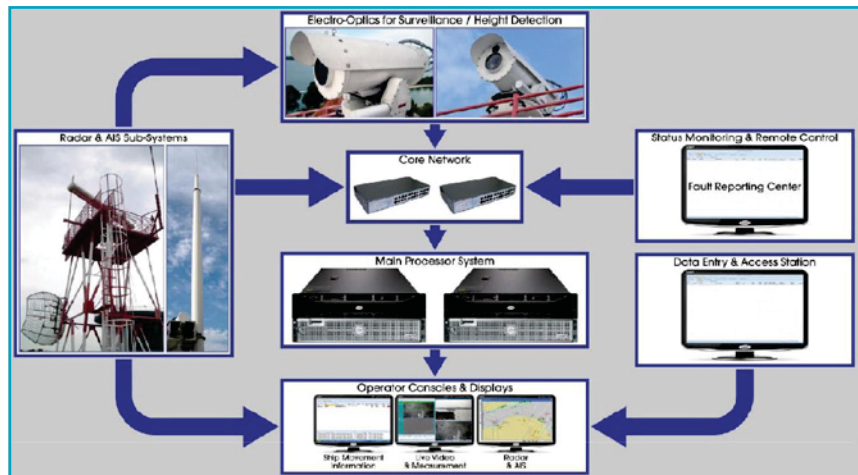 Electro-Optics for Surveillance / Height Detection
Radar & AIS Sub-Systems
Status Monitoring & Remote Control
Core Network
Fault Reporting Center
Main Processor System
Data Entry & Access Station
Operator Consoles & Displays
Ship Movement
Information
Live Video
& Measurement
Radar
& AIS